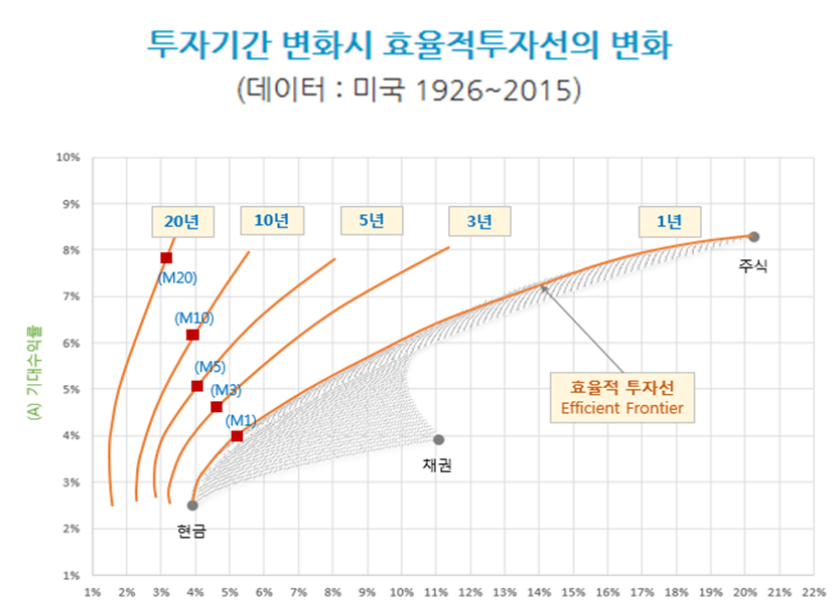 투자기간 변화시 효율적투자선의 변화
(데이터 : 미국 1926~2015)
10%
9%
8%
7%
6%
5%
4%
3%
2%
1%
(A) 기대수익률
20년
10년
5년
3년
1년
(M20)
(M10)
(M5)
(M3)
(M1)
주식
채권
현금
효율적 투자선
Efficient Frontier
1% 2% 3% 4% 5% 6% 7% 8% 9% 10% 11% 12% 13% 14% 15% 16% 17% 18% 19% 20% 21% 22%